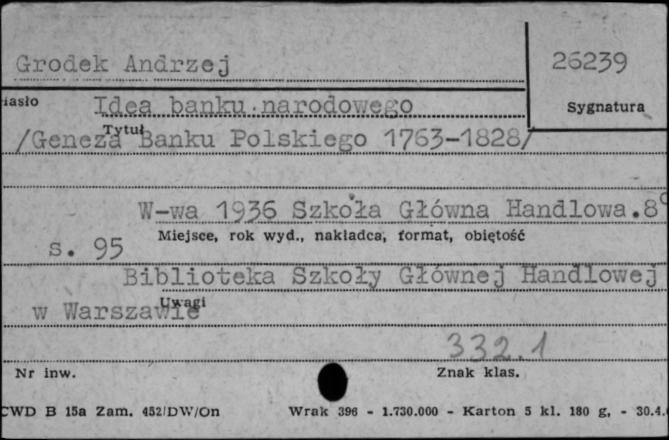 Grodek Andrzej
26239
iasło
Idea banku narodowego
Sygnatura
Tytuł
/Geneza Banku Polskiego 1763-1828/
W-wa 1936 Szkoła Główna Handlowa.8°
Miejsce, rok wyd., nakładca, format, objętość
s. 95
Biblioteka Szkoły Głównej Handlowej
Uwagi
w Warszawie
332.1
Nr inw.
Znak klas.
CWD B 15a Zam. 452/DW/On
Wrak 396 - 1.730.000 - Karton 5 kl. 180 g, - 30.4.